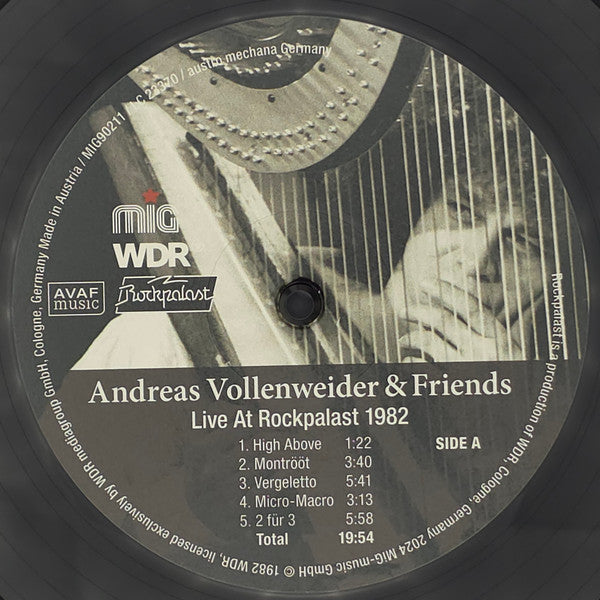 Made in Austria / MIG90211 LC 23370 / austro mechana Germany
MIG
WDR
AVAF
music
Rockpalast
Andreas Vollenweider & Friends
Live At Rockpalast 1982
SIDE A
1. High Above 1:22
2. Montrööt 3:40
3. Vergeletto 5:41
4. Micro-Macro 3:13
5. 2 für 3 5:58
Total 19:54
Rockpalast is a production of WDR, Cologne, Germany 2024 MiG-music GmbH © 1982 WDR, licensed exclusively by WDR mediagroup GmbH, Cologne, Germany